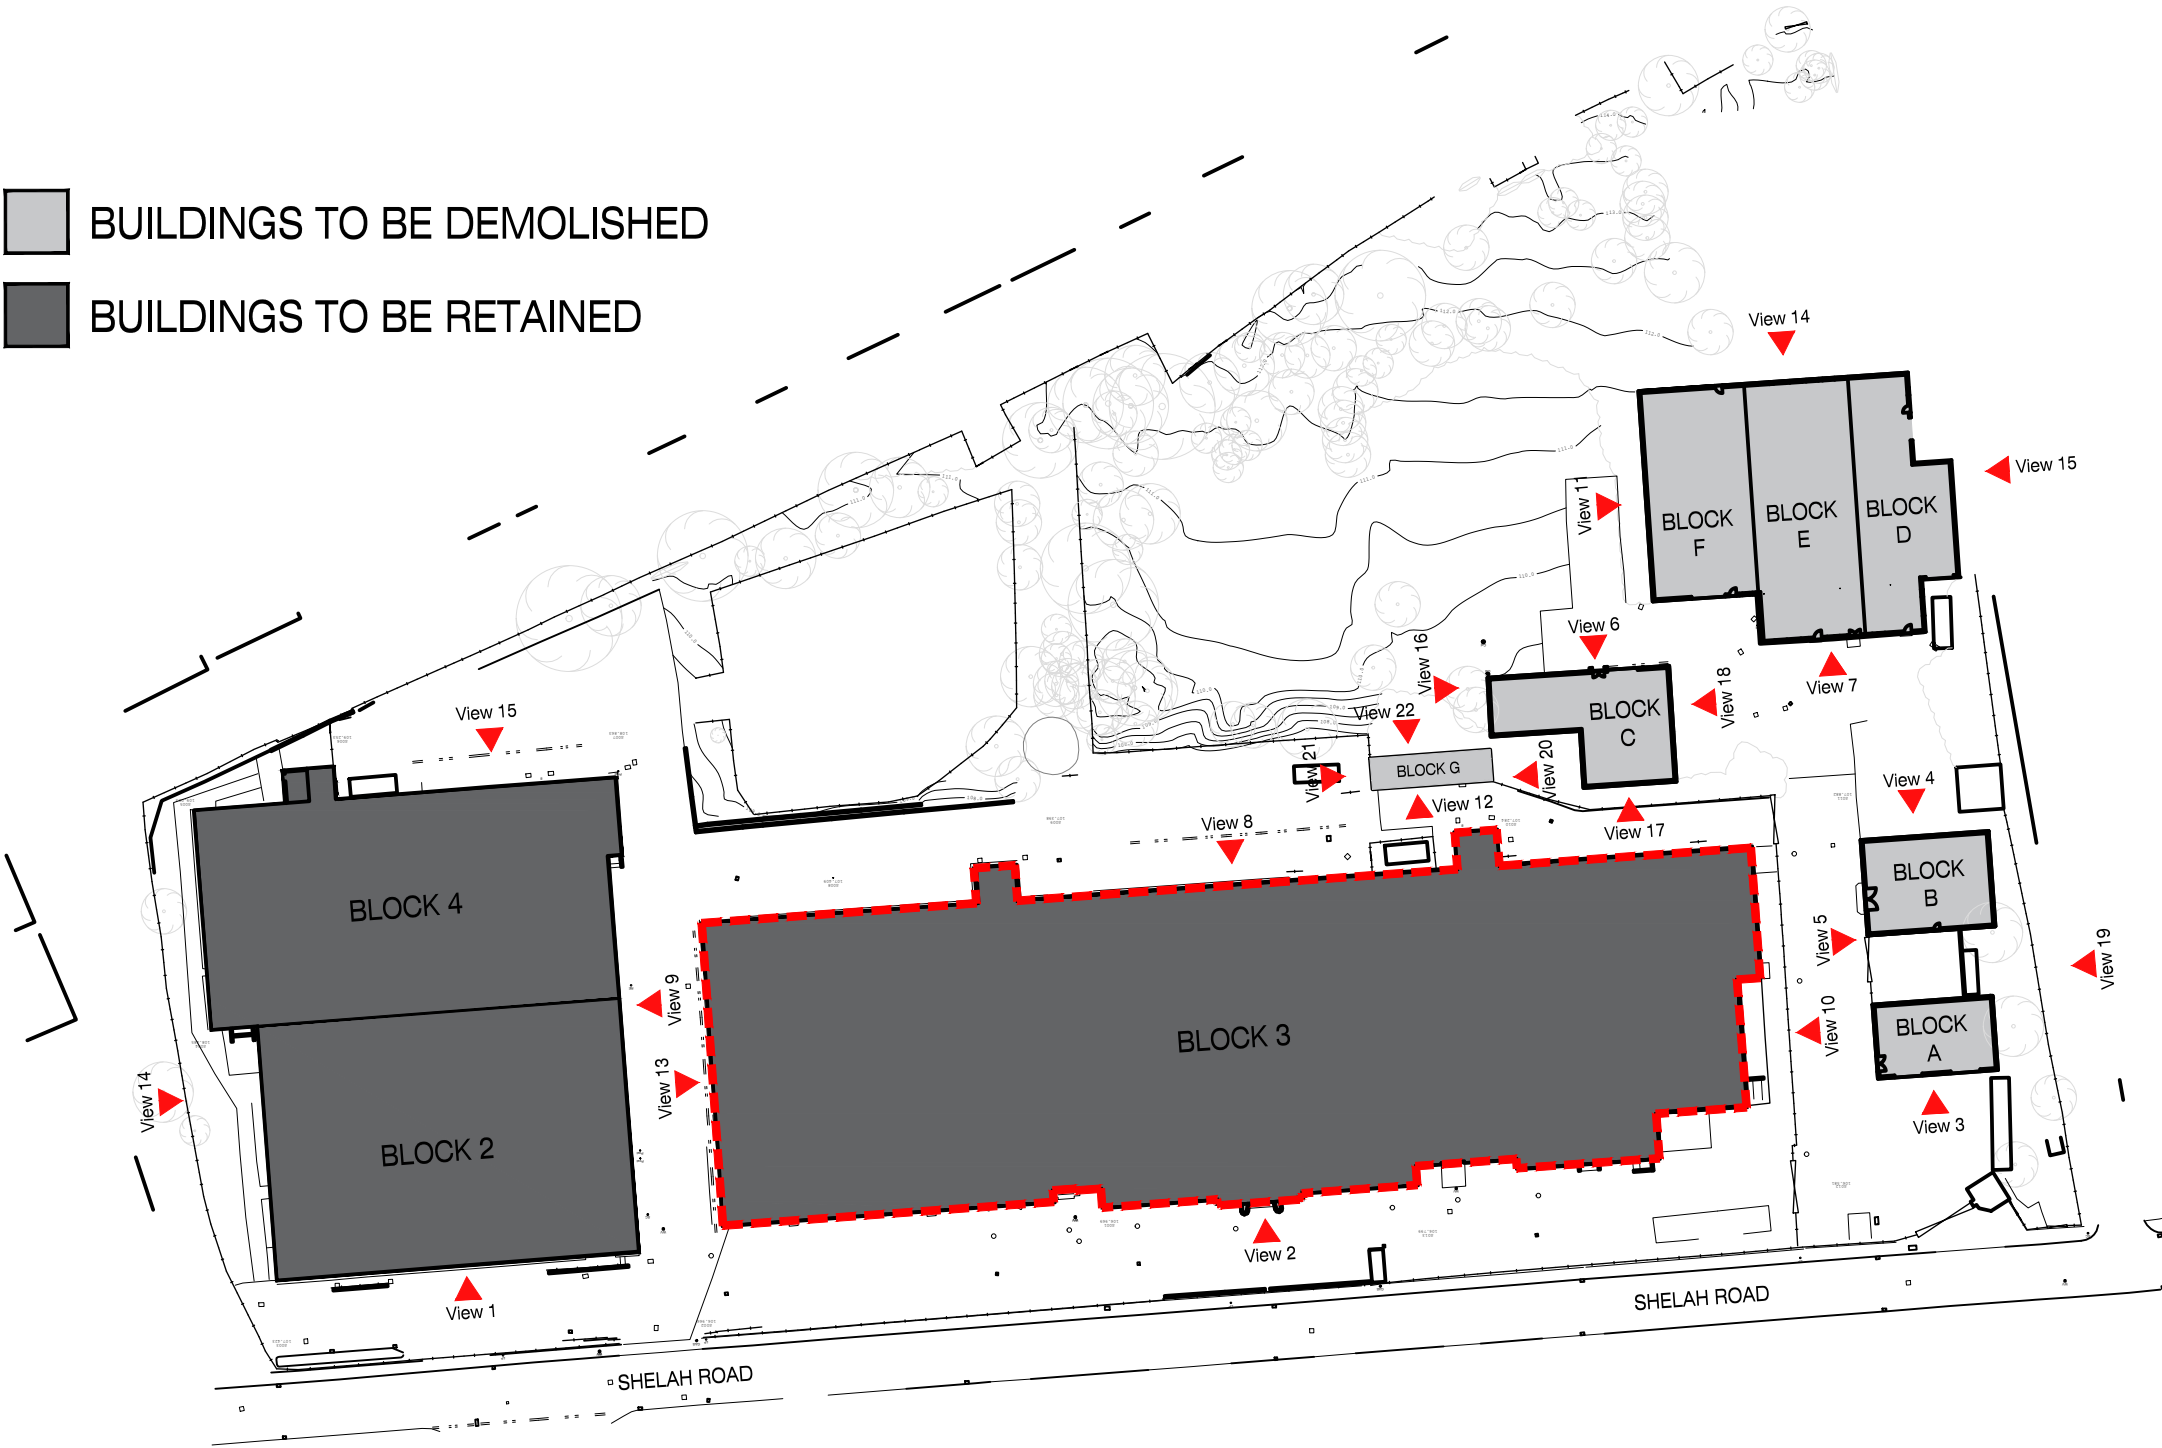 BUILDINGS TO BE DEMOLISHED
BUILDINGS TO BE RETAINED
View 14
View 15
View 11
BLOCK
F
BLOCK
E
BLOCK
D
View 6
View 16
View 18
View 7
BLOCK
C
View 22
View 15
View 21
BLOCK G
View 20
View 4
View 12
View 8
View 17
BLOCK
B
BLOCK 4
View 5
View 19
View 9
BLOCK 3
View 10
BLOCK
A
View 13
View 14
View 3
BLOCK 2
View 2
View 1
SHELAH ROAD
SHELAH ROAD